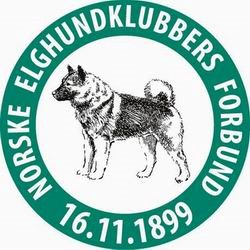 NORSKE ELGHUNDKLUBBERS FORBUND
16.11.1899